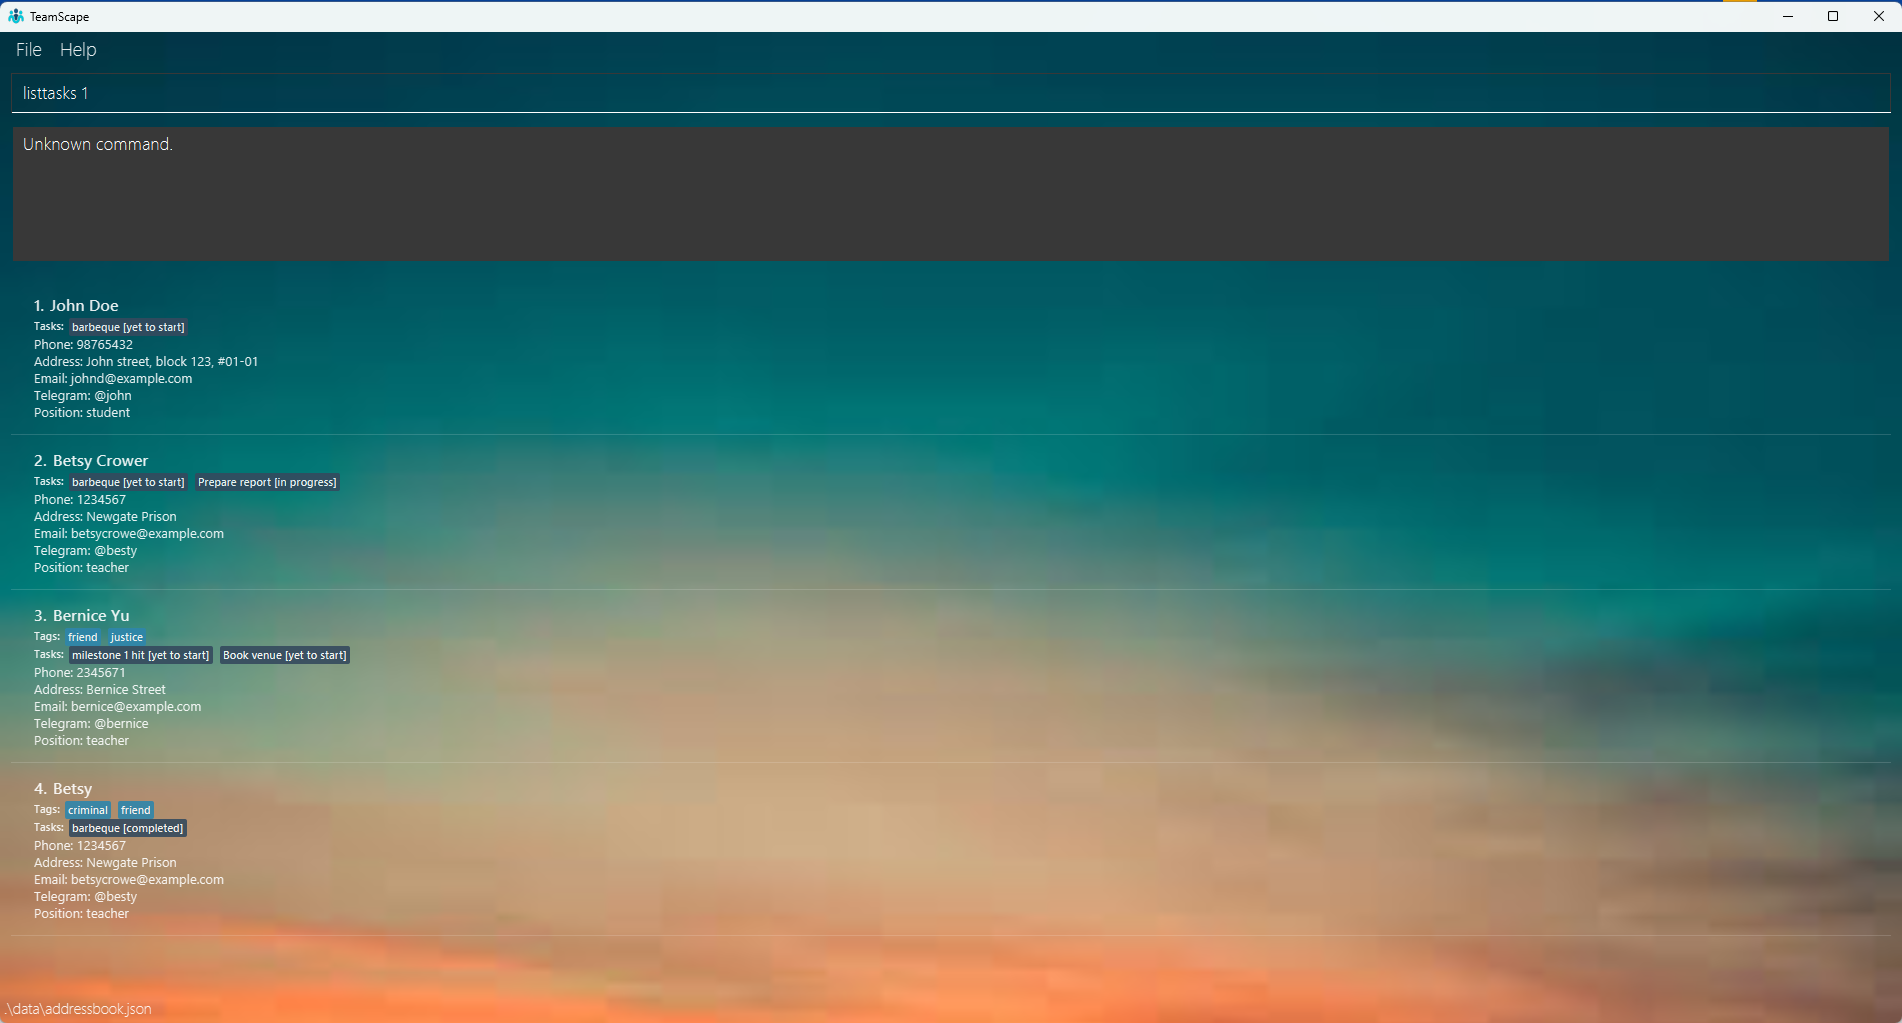 TeamScape
File Help
listtasks 1
Unknown command.
1. John Doe
Tasks: barbeque [yet to start]
Phone: 98765432
Address: John street, block 123, #01-01
Email: johnd@example.com
Telegram: @john
Position: student
2. Betsy Crower
Tasks: barbeque [yet to start] Prepare report [in progress]
Phone: 1234567
Address: Newgate Prison
Email: betsycrowe@example.com
Telegram: @besty
Position: teacher
3. Bernice Yu
Tags: friend justice
Tasks: milestone 1 hit [yet to start] Book venue [yet to start]
Phone: 2345671
Address: Bernice Street
Email: bernice@example.com
Telegram: @bernice
Position: teacher
4. Betsy
Tags: criminal friend
Tasks: barbeque [completed]
Phone: 1234567
Address: Newgate Prison
Email: betsycrowe@example.com
Telegram: @besty
Position: teacher
.\data\addressbook.json